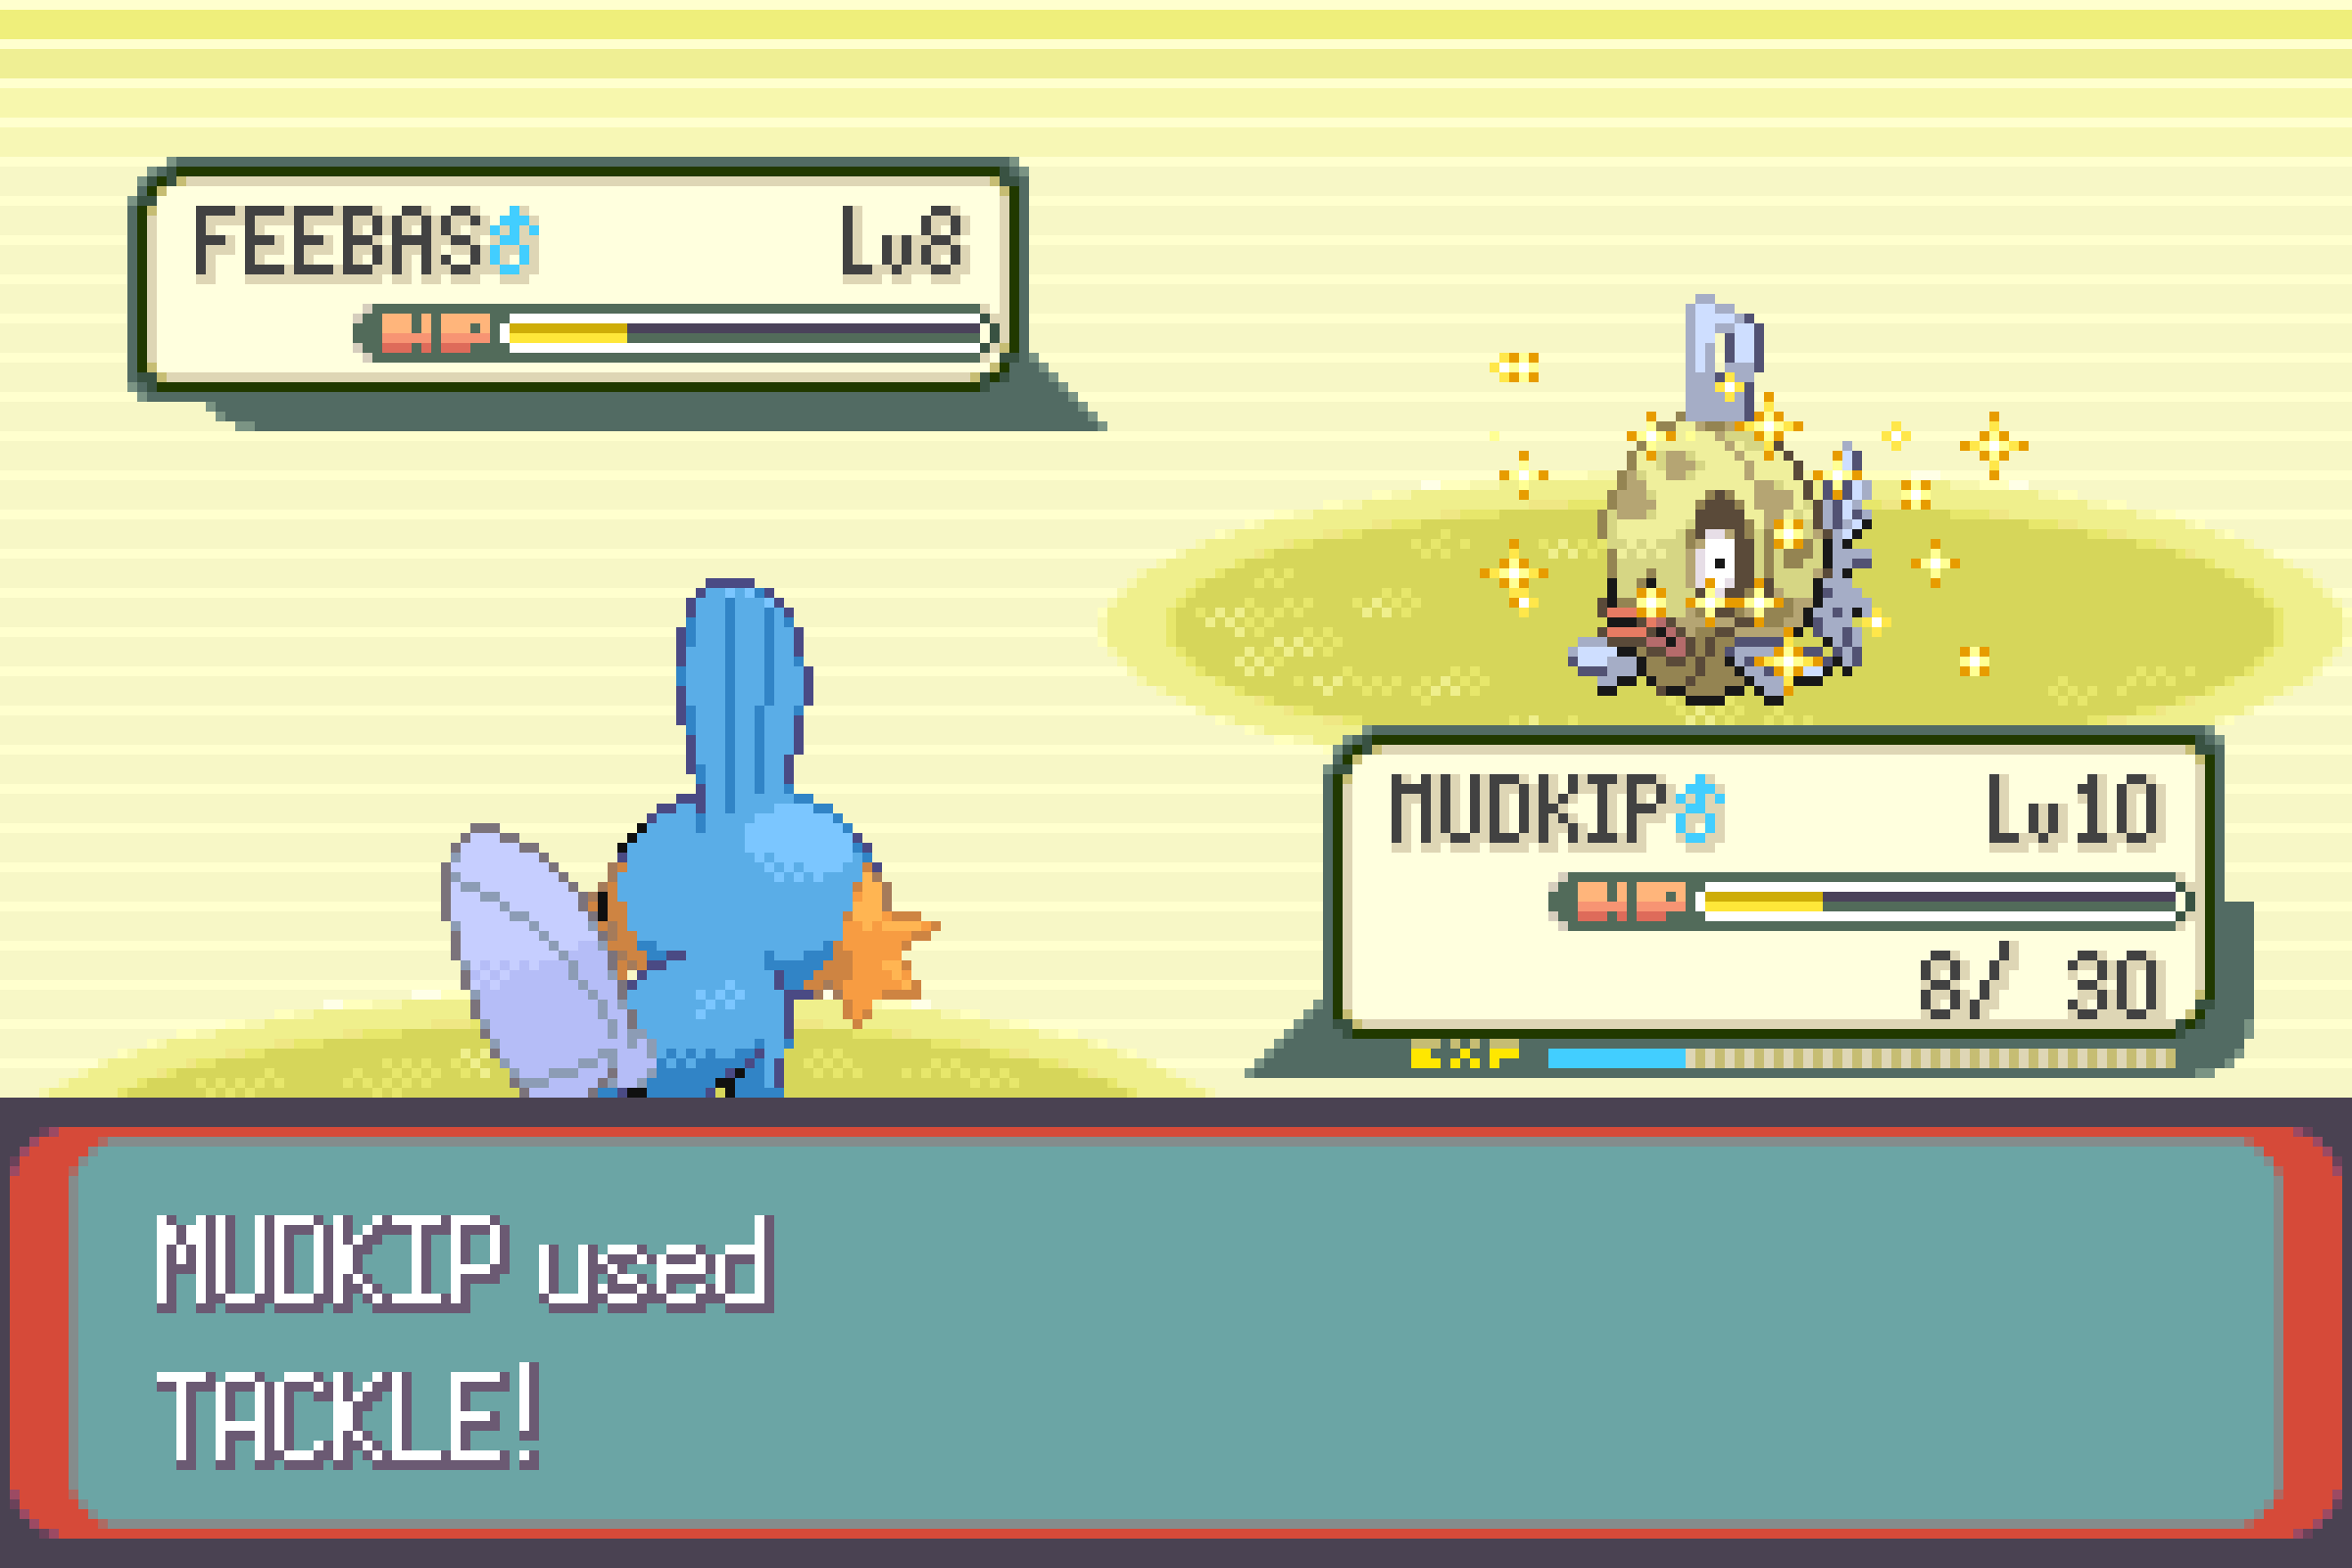 FEEBAS♂ Lv8
HP
MUDKIP♂ Lv10
HP
8/ 30
EXP
MUDKIP used
TACKLE!